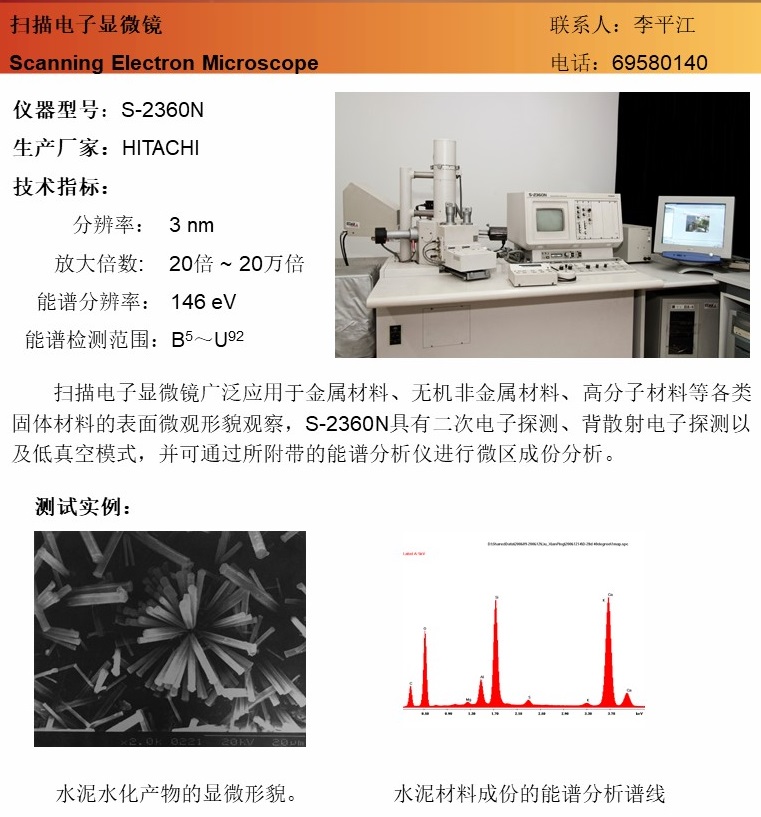 扫描电子显微镜
联系人：李平江
Scanning Electron Microscope
电话：69580140
仪器型号：S-2360N
生产厂家：HITACHI
技术指标：
分辨率： 3 nm
放大倍数: 20倍 ~ 20万倍
能谱分辨率： 146 eV
能谱检测范围：B5～U92
扫描电子显微镜广泛应用于金属材料、无机非金属材料、高分子材料等各类
固体材料的表面微观形貌观察，S-2360N具有二次电子探测、背散射电子探测以
及低真空模式，并可通过所附带的能谱分析仪进行微区成份分析。
测试实例：
x2.0K 0221 20kV 20um
水泥水化产物的显微形貌。
水泥材料成份的能谱分析谱线